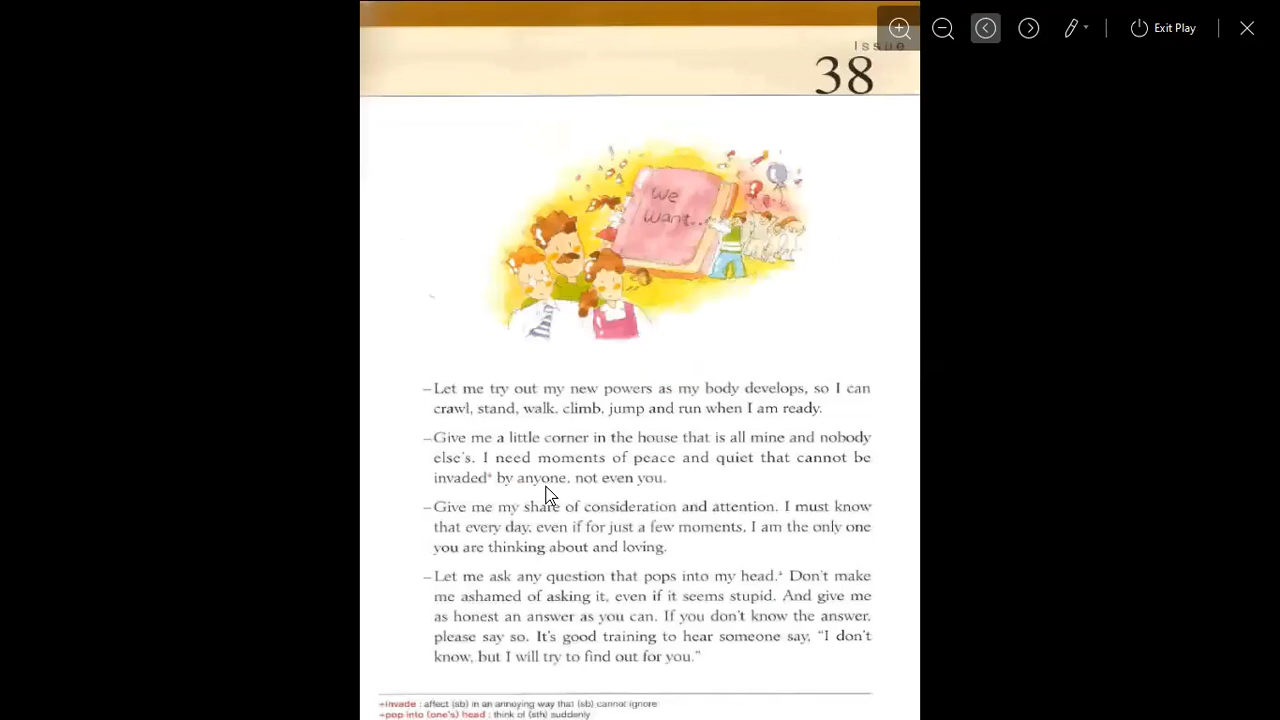 Exit Play
Issue
38
We
Want..
–Let me try out my new powers as my body develops, so I can
crawl, stand, walk, climb, jump and run when I am ready.
–Give me a little corner in the house that is all mine and nobody
else's. I need moments of peace and quiet that cannot be
invaded* by anyone, not even you.
–Give me my share of consideration and attention. I must know
that every day, even if for just a few moments, I am the only one
you are thinking about and loving.
–Let me ask any question that pops into my head.* Don't make
me ashamed of asking it, even if it seems stupid. And give me
as honest an answer as you can. If you don't know the answer,
please say so. It's good training to hear someone say, “I don't
know, but I will try to find out for you.”
*invade : affect (sb) in an annoying way that (sb) cannot ignore
*pop into (one's) head : think of (sth) suddenly